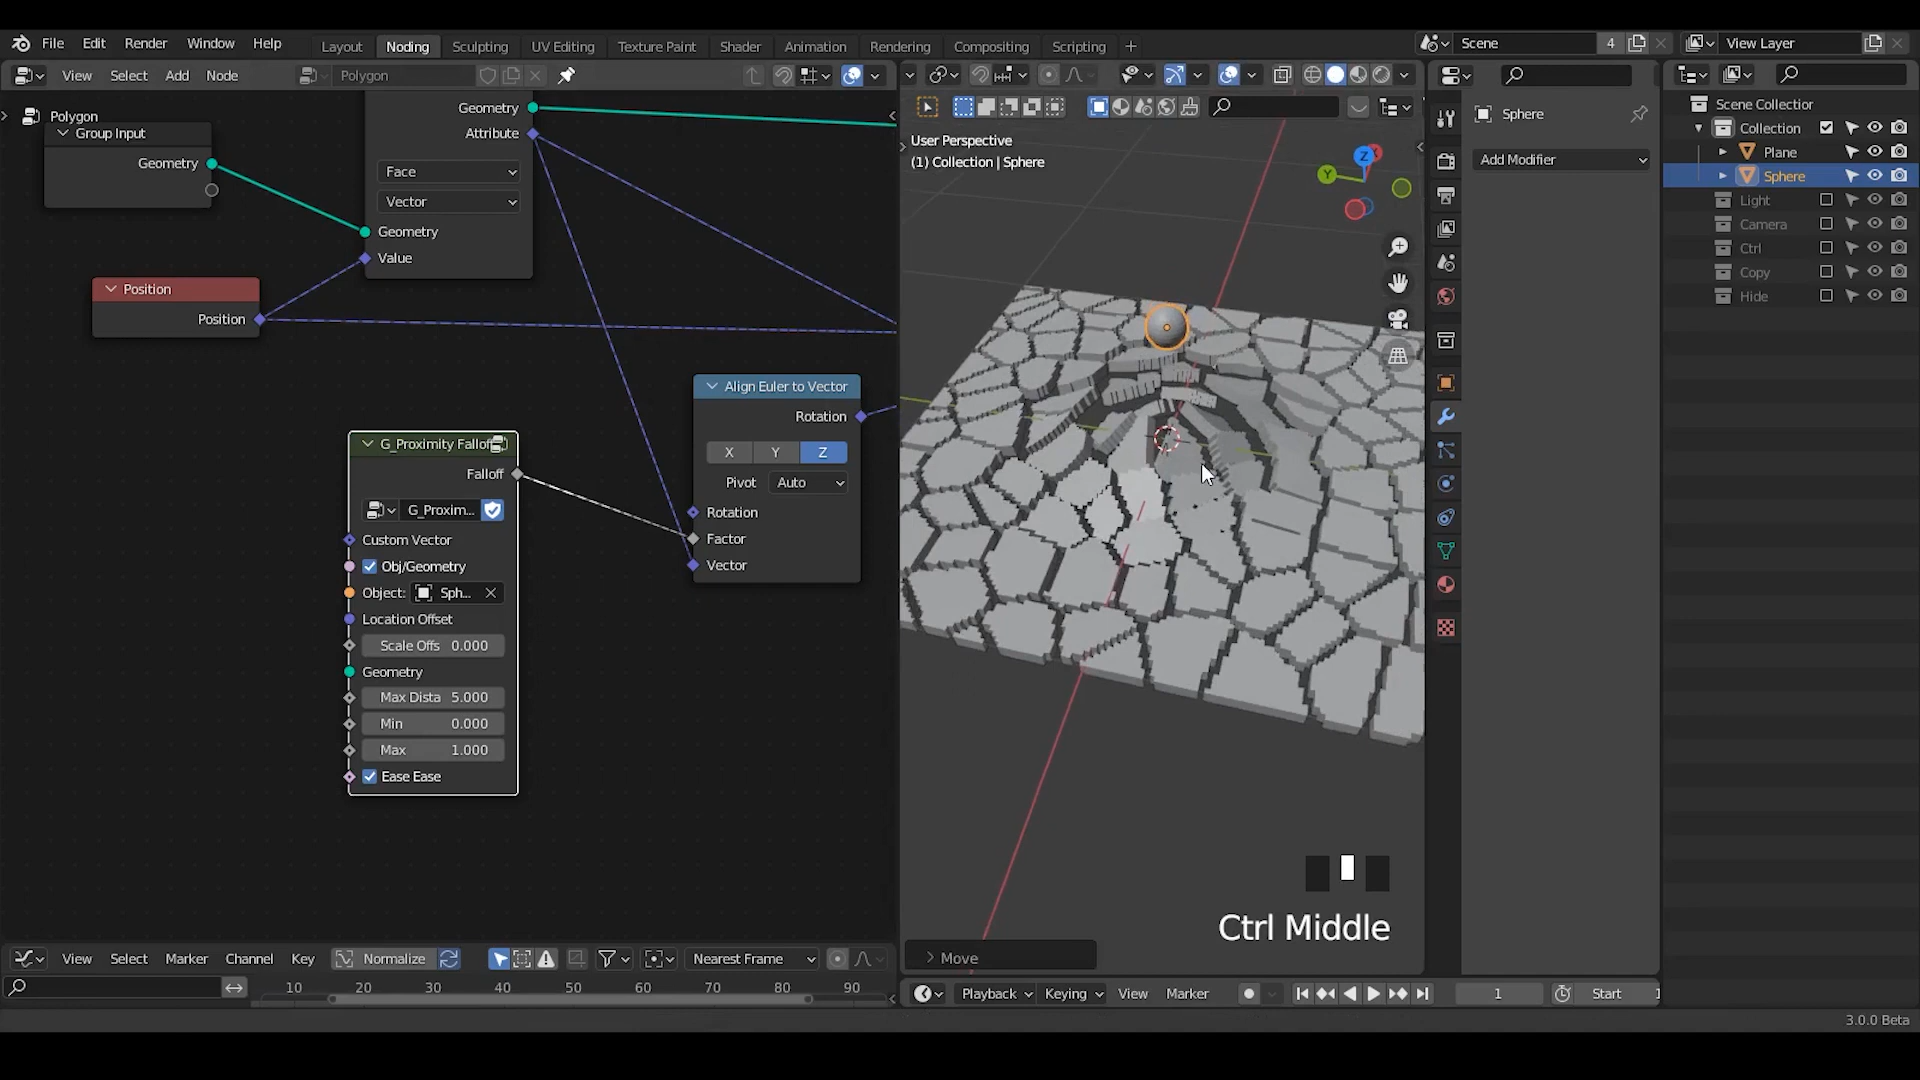 File Edit Render Window Help
Layout Noding Sculpting UV Editing Texture Paint Shader Animation Rendering Compositing Scripting +
Scene 4
View Layer
View Select Add Node
Polygon
Polygon
Group Input
Geometry
Geometry
Attribute
Face
Vector
Geometry
Value
Position
Position
Align Euler to Vector
Rotation
X Y Z
Pivot Auto
Rotation
Factor
Vector
G_Proximity Fallof
Falloff
G_Proxim...
Custom Vector
Obj/Geometry
Object: Sph...
Location Offset
Scale Offs 0.000
Geometry
Max Dista 5.000
Min 0.000
Max 1.000
Ease Ease
User Perspective
(1) Collection | Sphere
Z
Y
Ctrl Middle
Move
Sphere
Add Modifier
Scene Collection
Collection
Plane
Sphere
Light
Camera
Ctrl
Copy
Hide
View Select Marker Channel Key Normalize Nearest Frame
10 20 30 40 50 60 70 80 90
Playback Keying View Marker 1 Start 1
3.0.0 Beta